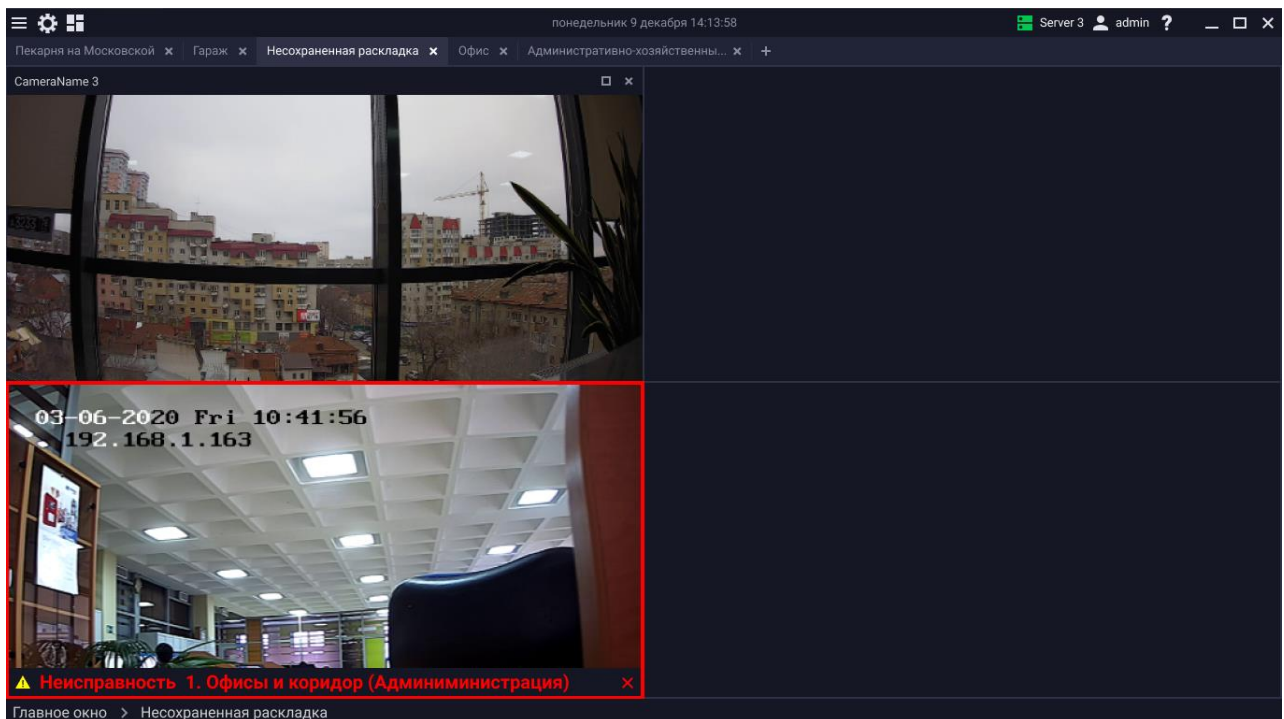 понедельник 9 декабря 14:13:58
Server 3 admin ?
Пекарня на Московской Гараж Несохраненная раскладка Офис Административно-хозяйственны... +
CameraName 3
03-06-2020 Fri 10:41:56
192.168.1.163
Неисправность 1. Офисы и коридор (Админиминистрация)
Главное окно > Несохраненная раскладка